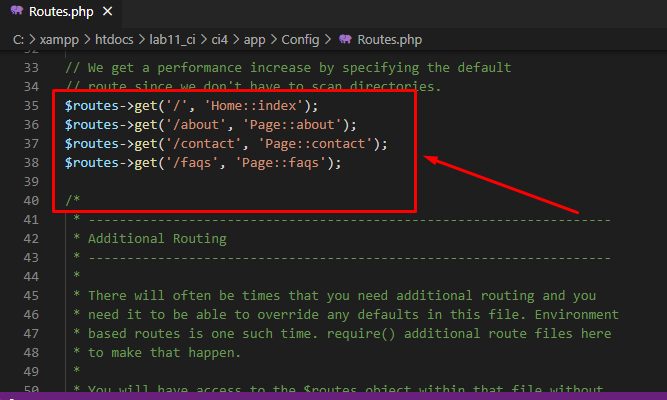 Routes.php ×
C: > xampp > htdocs > lab11_ci > ci4 > app > Config > Routes.php
32
33 // We get a performance increase by specifying the default
34 // route since we don't have to scan directories.
35 $routes->get('/', 'Home::index');
36 $routes->get('/about', 'Page::about');
37 $routes->get('/contact', 'Page::contact');
38 $routes->get('/faqs', 'Page::faqs');
39
40 /*
41 * --------------------------------------------------------------------
42 * Additional Routing
43 * --------------------------------------------------------------------
44 *
45 * There will often be times that you need additional routing and you
46 * need it to be able to override any defaults in this file. Environment
47 * based routes is one such time. require() additional route files here
48 * to make that happen.
49 *
50 * You will have access to the $routes object within that file without